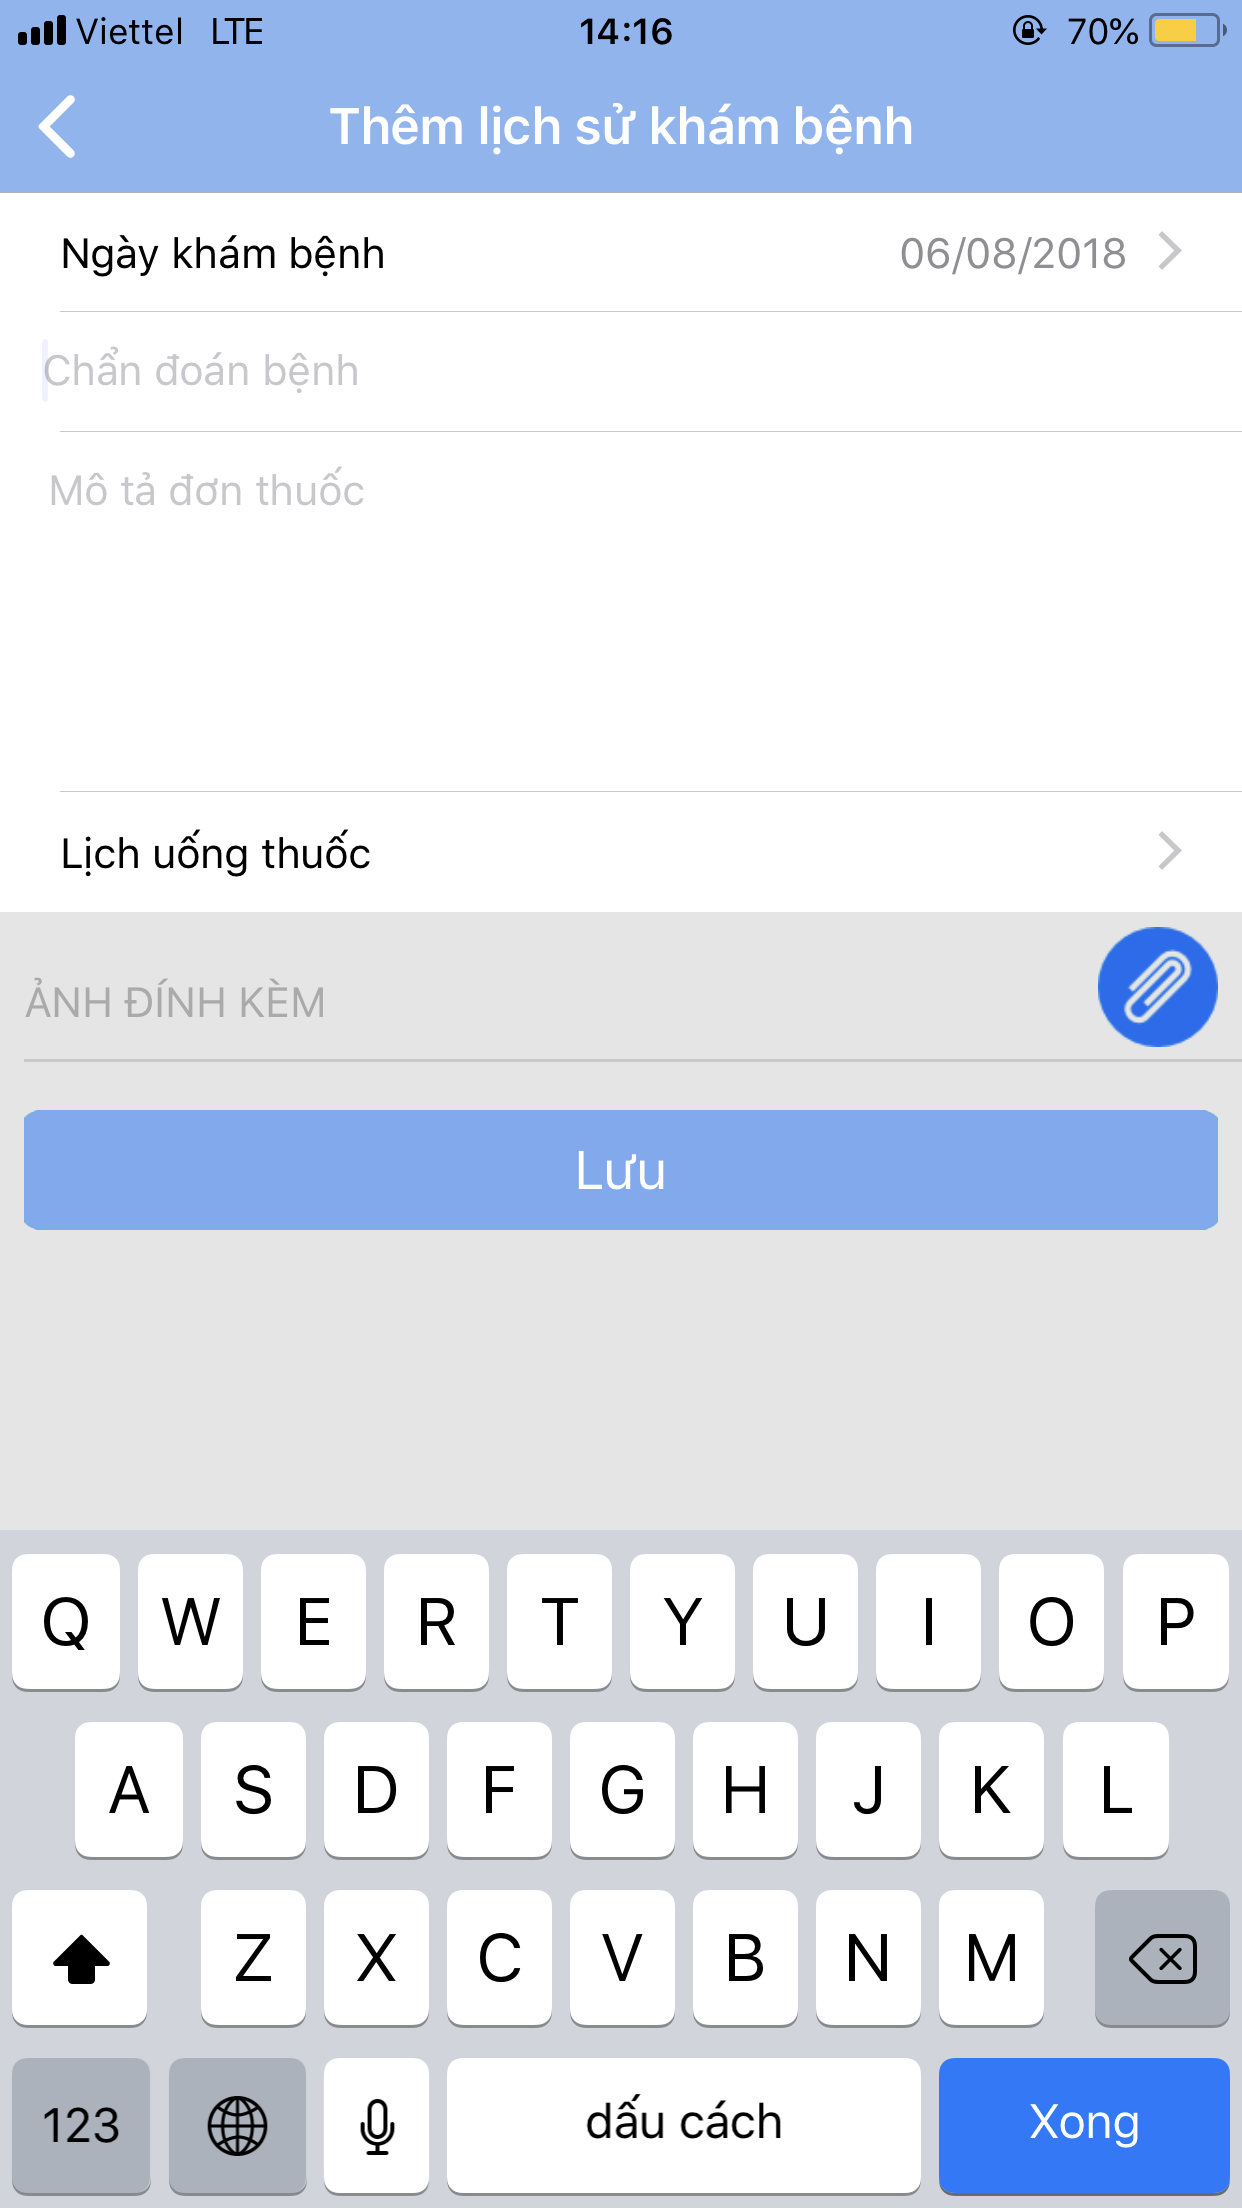 Viettel LTE 14:16 70%
Thêm lịch sử khám bệnh
Ngày khám bệnh 06/08/2018
Chẩn đoán bệnh
Mô tả đơn thuốc
Lịch uống thuốc
ẢNH ĐÍNH KÈM
Lưu
Q W E R T Y U I O P
A S D F G H J K L
Z X C V B N M
123 dấu cách Xong